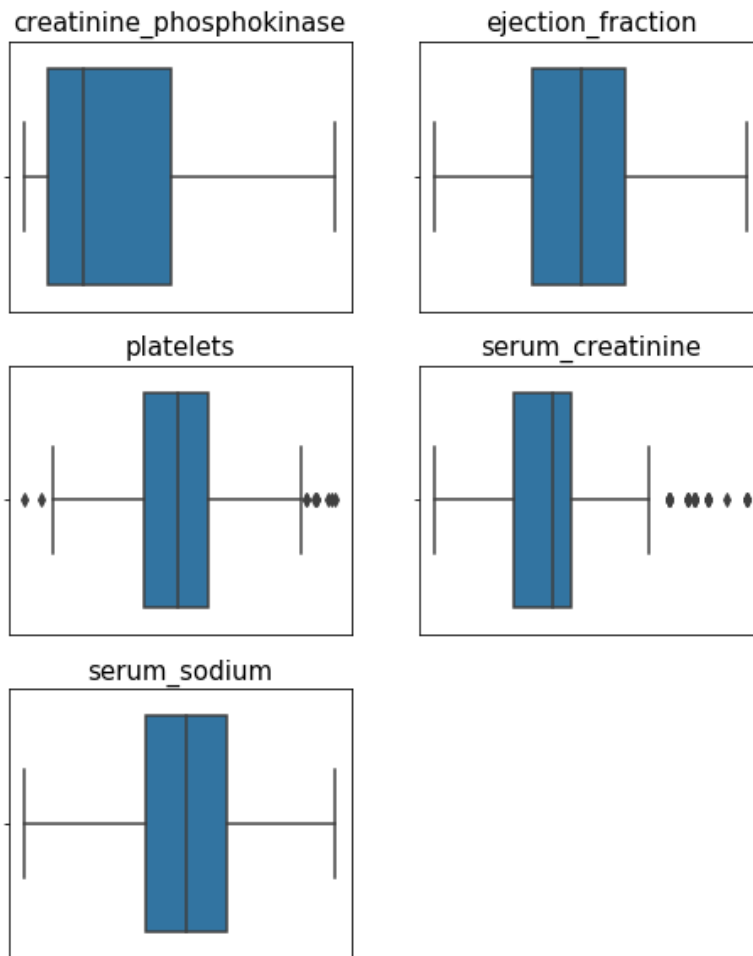 creatinine_phosphokinase
ejection_fraction
platelets
serum_creatinine
serum_sodium